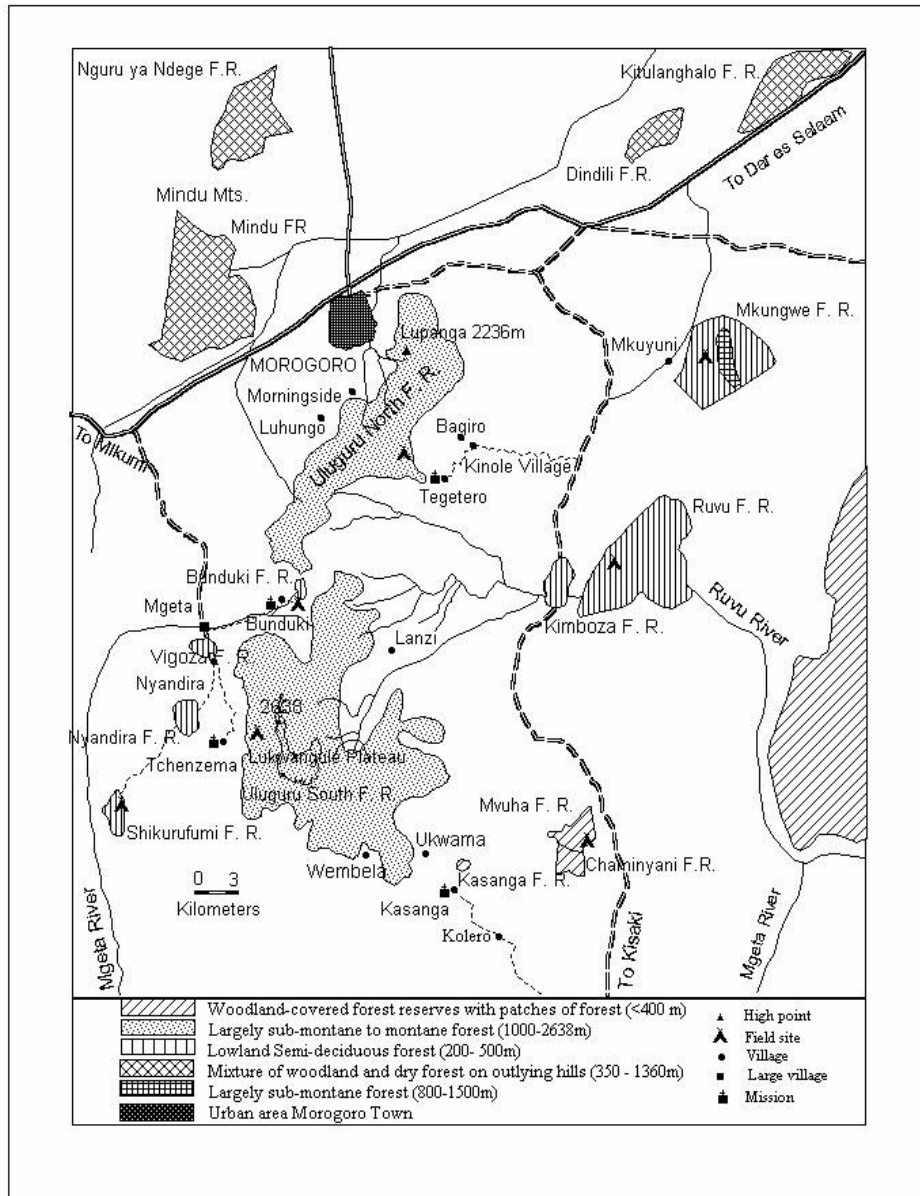 Nguru ya Ndege F.R.
Kitulanghalo F. R.
To Dar es Salaam
Dindili F.R.
Mindu Mts.
Mindu FR
Mkungwe F. R.
Lupanga 2236m
Mkuyuni
MOROGORO
Morningside
Luhungo
To Mikumi
Uluguru North F. R.
Bagiro
Kinole Village
Tegetero
Ruvu F. R.
Bunduki F. R.
Mgeta
Bunduki
Kimboza F. R.
Ruvu River
Lanzi
Vigoza F. R.
Nyandira
2638
Nyandira F. R.
Tchenzema
Lukwangule Plateau
Uluguru South F. R.
Mvuha F. R.
Shikurufumi F. R.
Ukwama
Wembela
Chaminyani F.R.
Kasanga F. R.
0 3
Kilometers
Kasanga
Kolero
Mgeta River
To Kisaki
Mgeta River
Woodland-covered forest reserves with patches of forest (<400 m)
Largely sub-montane to montane forest (1000-2638m)
Lowland Semi-deciduous forest (200- 500m)
Mixture of woodland and dry forest on outlying hills (350 - 1360m)
Largely sub-montane forest (800-1500m)
Urban area Morogoro Town
High point
Field site
Village
Large village
Mission